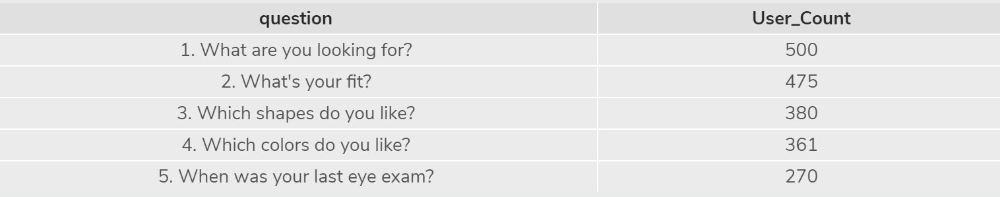 question User_Count
1. What are you looking for? 500
2. What's your fit? 475
3. Which shapes do you like? 380
4. Which colors do you like? 361
5. When was your last eye exam? 270